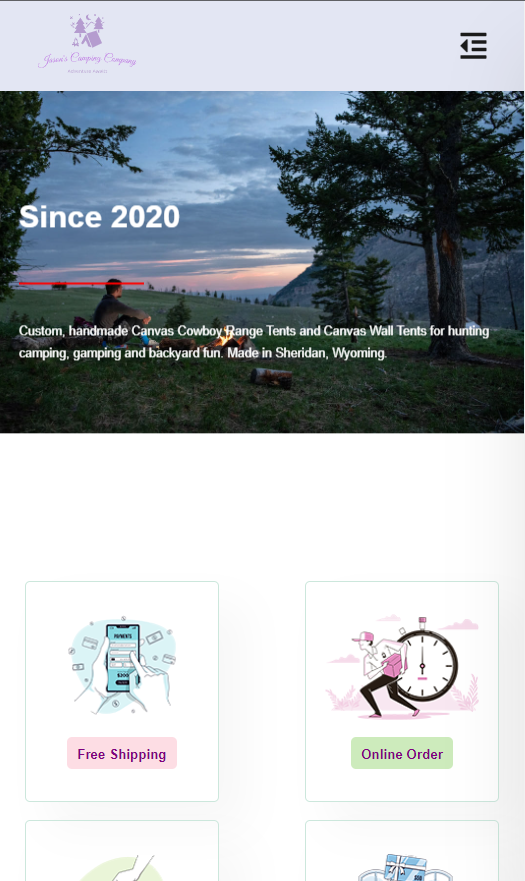 Jason's Camping Company
Since 2020
Custom, handmade Canvas Cowboy Range Tents and Canvas Wall Tents for hunting
camping, gamping and backyard fun. Made in Sheridan, Wyoming.
PAYMENTS
Free Shipping
Online Order